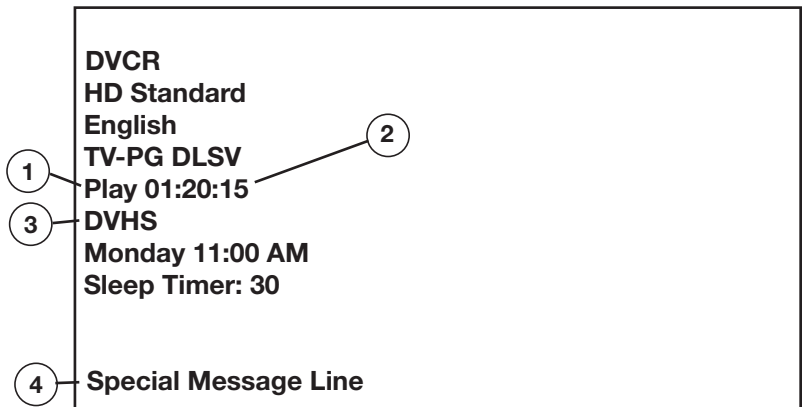 DVCR
HD Standard
English
2
TV-PG DLSV
1
Play 01:20:15
3
DVHS
Monday 11:00 AM
Sleep Timer: 30
4
Special Message Line